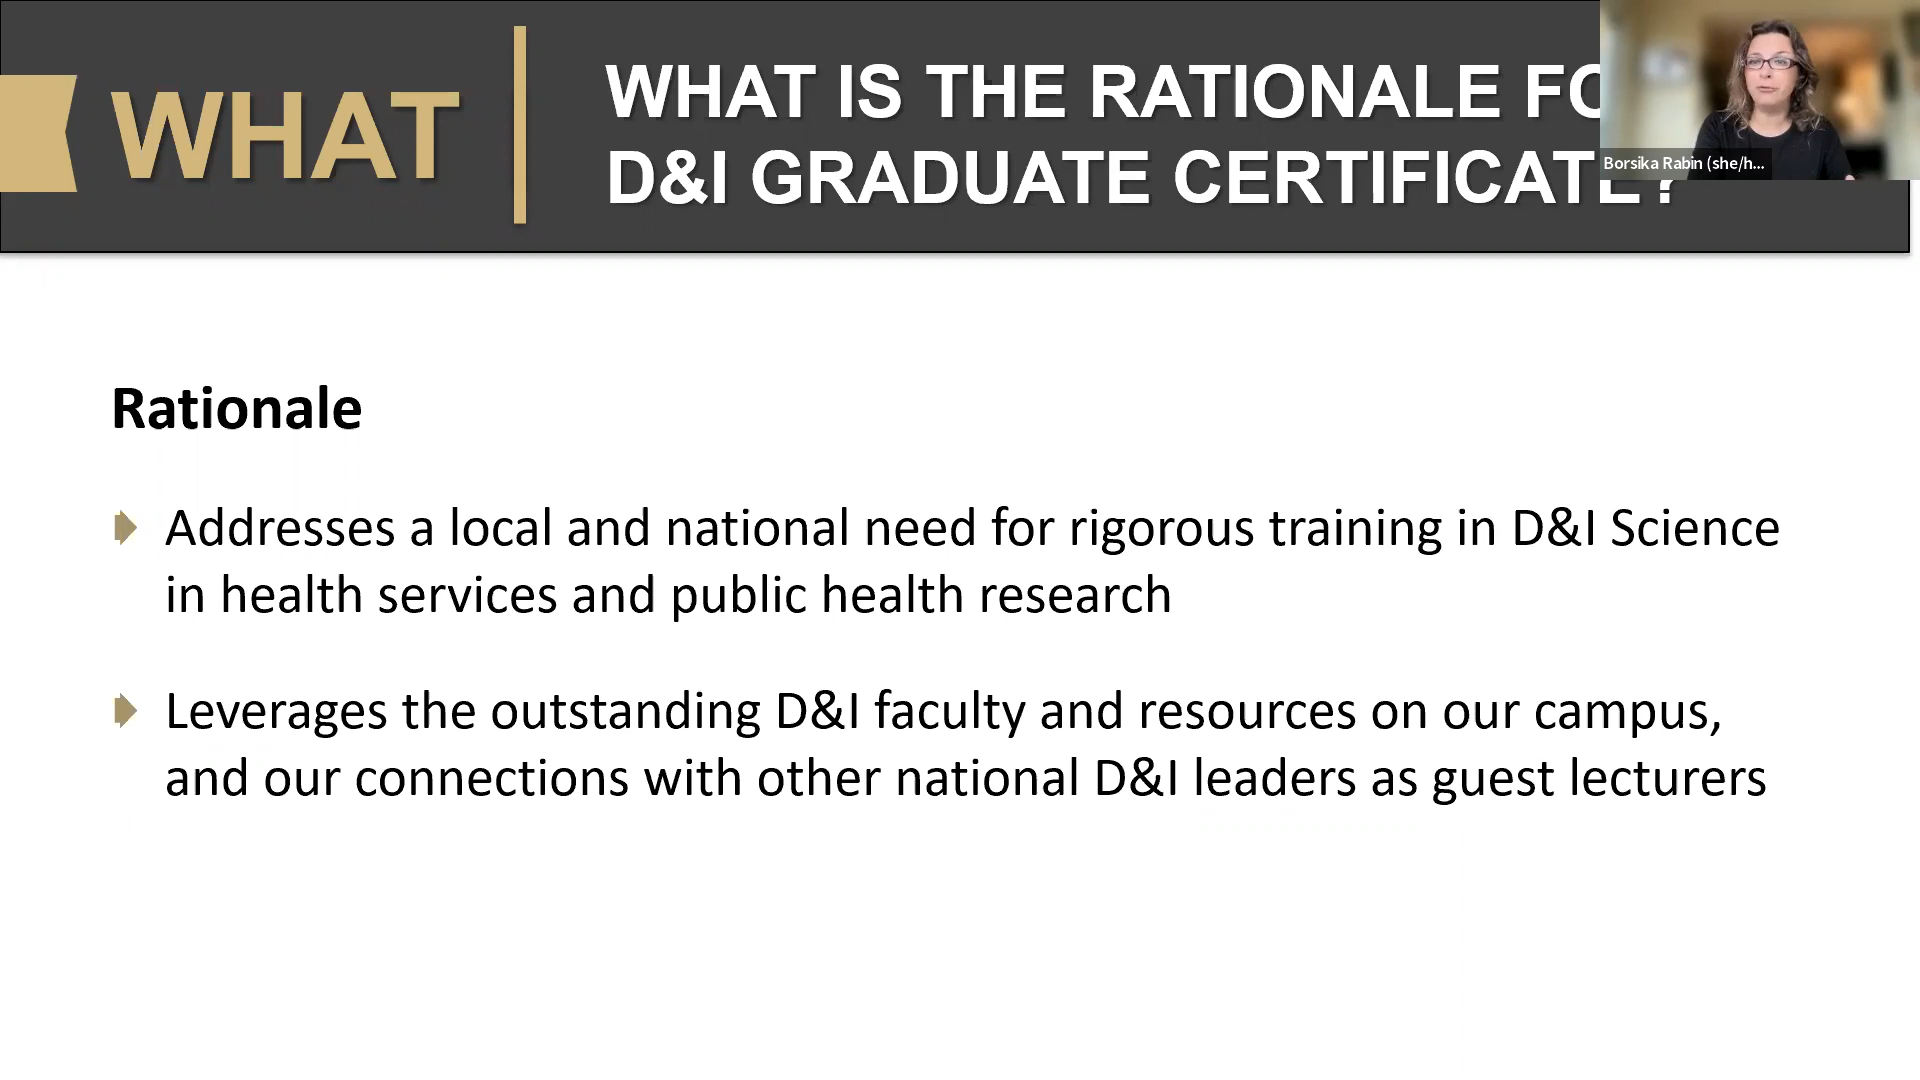 WHAT
WHAT IS THE RATIONALE
D&I GRADUATE CERTIFICATE?
Borsika Rabin (she/h...
Rationale
Addresses a local and national need for rigorous training in D&I Science
in health services and public health research
Leverages the outstanding D&I faculty and resources on our campus,
and our connections with other national D&I leaders as guest lecturers